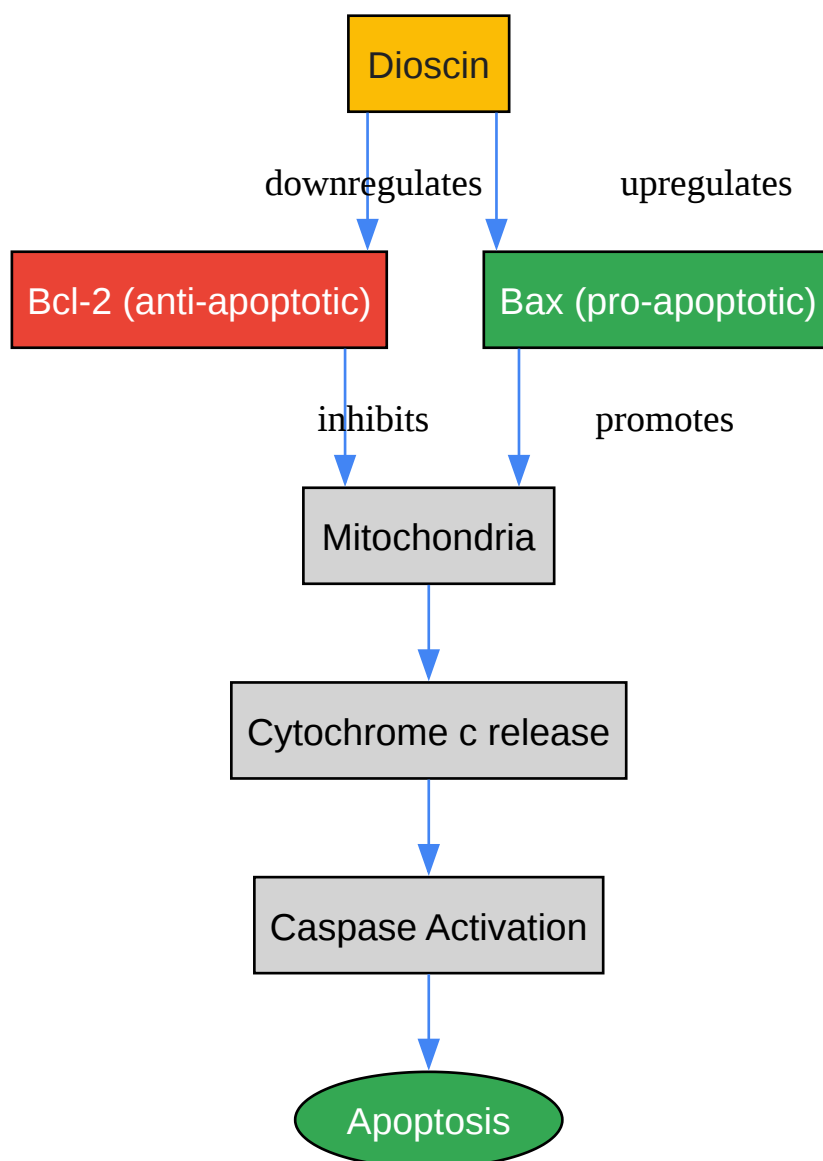 Dioscin
downregulates
upregulates
Bcl-2 (anti-apoptotic)
Bax (pro-apoptotic)
inhibits
promotes
Mitochondria
Cytochrome c release
Caspase Activation
Apoptosis